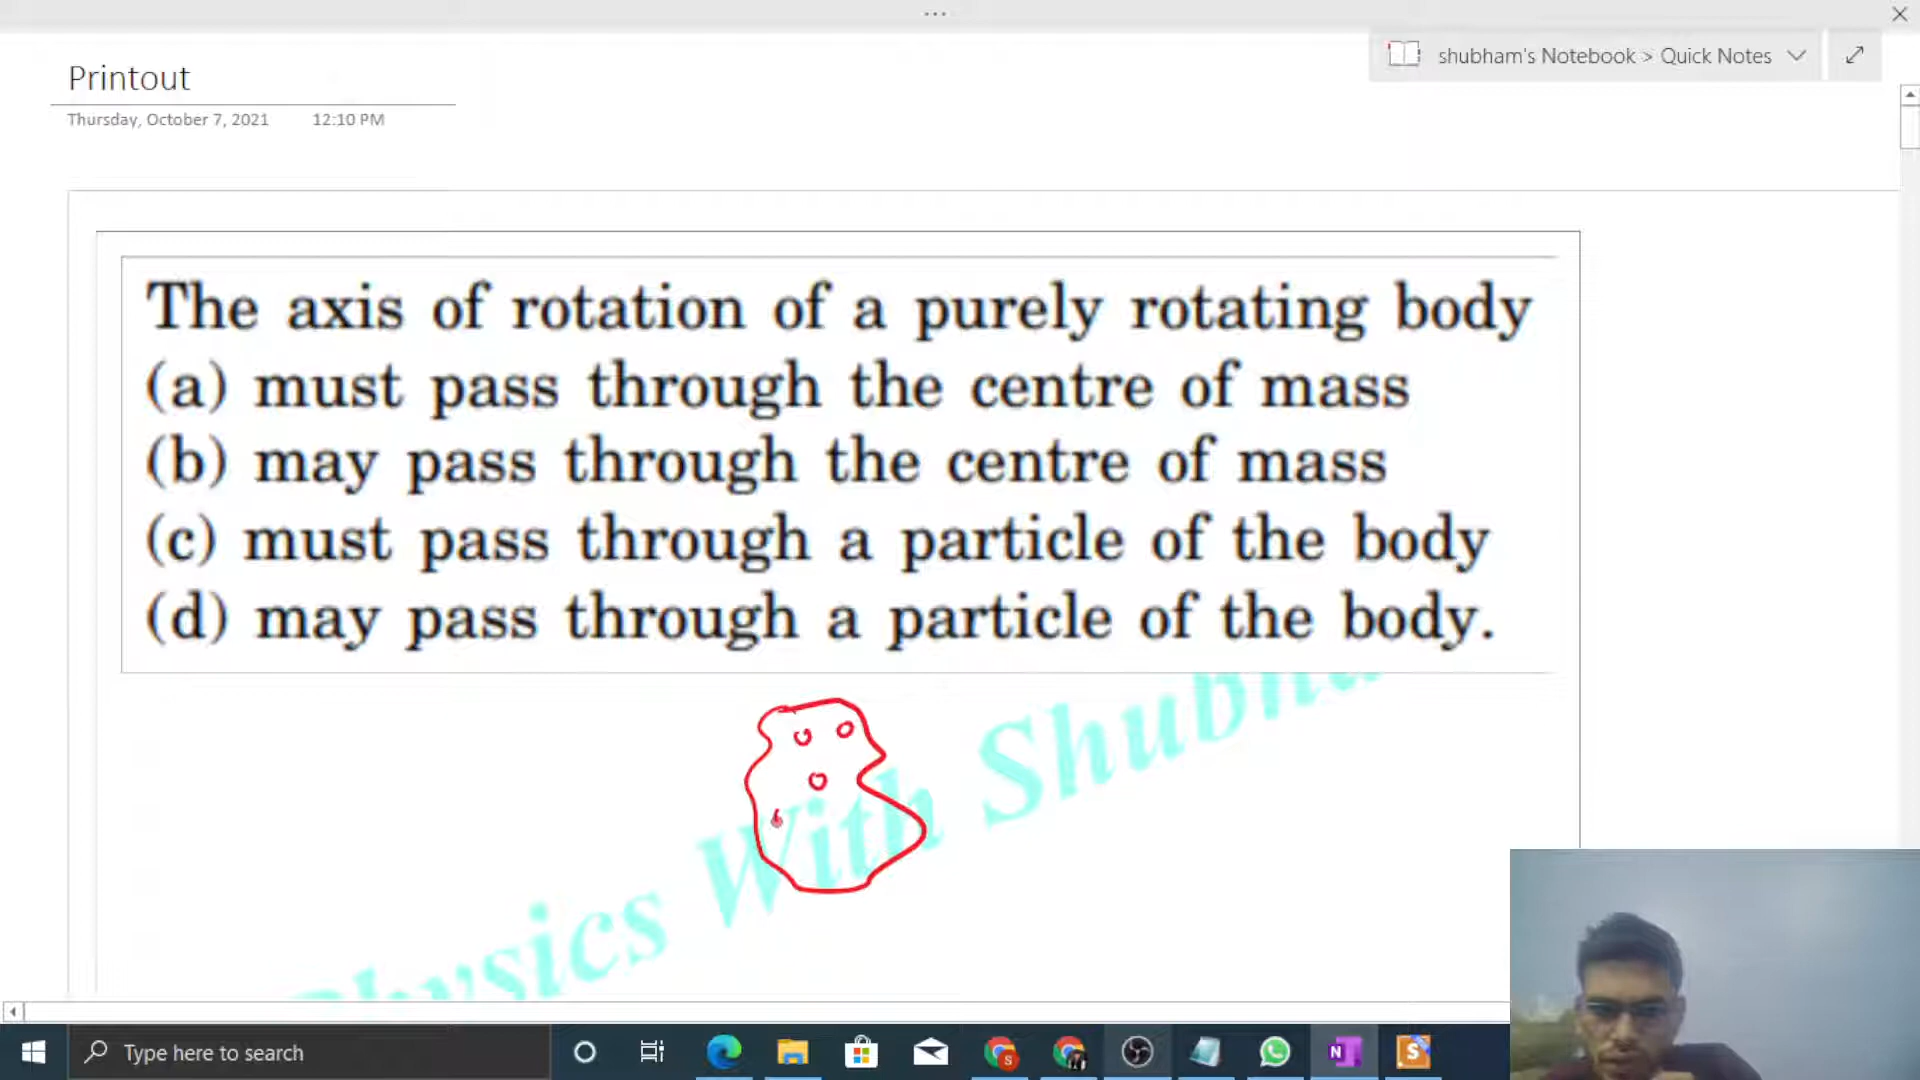 shubham's Notebook > Quick Notes
Printout
Thursday, October 7, 2021 12:10 PM
The axis of rotation of a purely rotating body
(a) must pass through the centre of mass
(b) may pass through the centre of mass
(c) must pass through a particle of the body
(d) may pass through a particle of the body.
Physics With Shubham
Type here to search